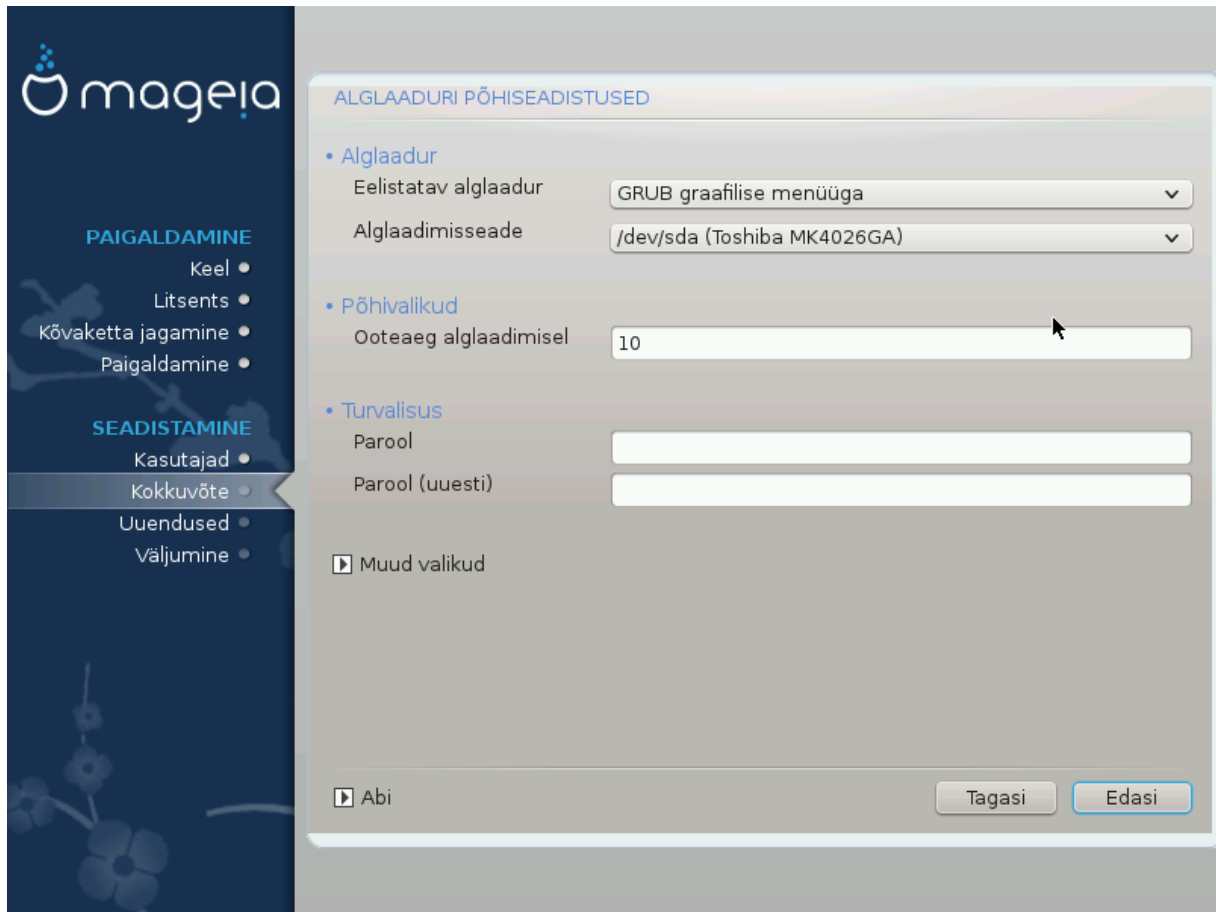 mageia
PAIGALDAMINE
Keel
Litsents
Kõvaketta jagamine
Paigaldamine
SEADISTAMINE
Kasutajad
Kokkuvõte
Uuendused
Väljumine
ALGLAADURI PÕHISEADISTUSED
Alglaadur
Eelistatav alglaadur GRUB graafilise menüüga
Alglaadimisseade /dev/sda (Toshiba MK4026GA)
Põhivalikud
Ooteaeg alglaadimisel 10
Turvalisus
Parool
Parool (uuesti)
Muud valikud
Abi Tagasi Edasi